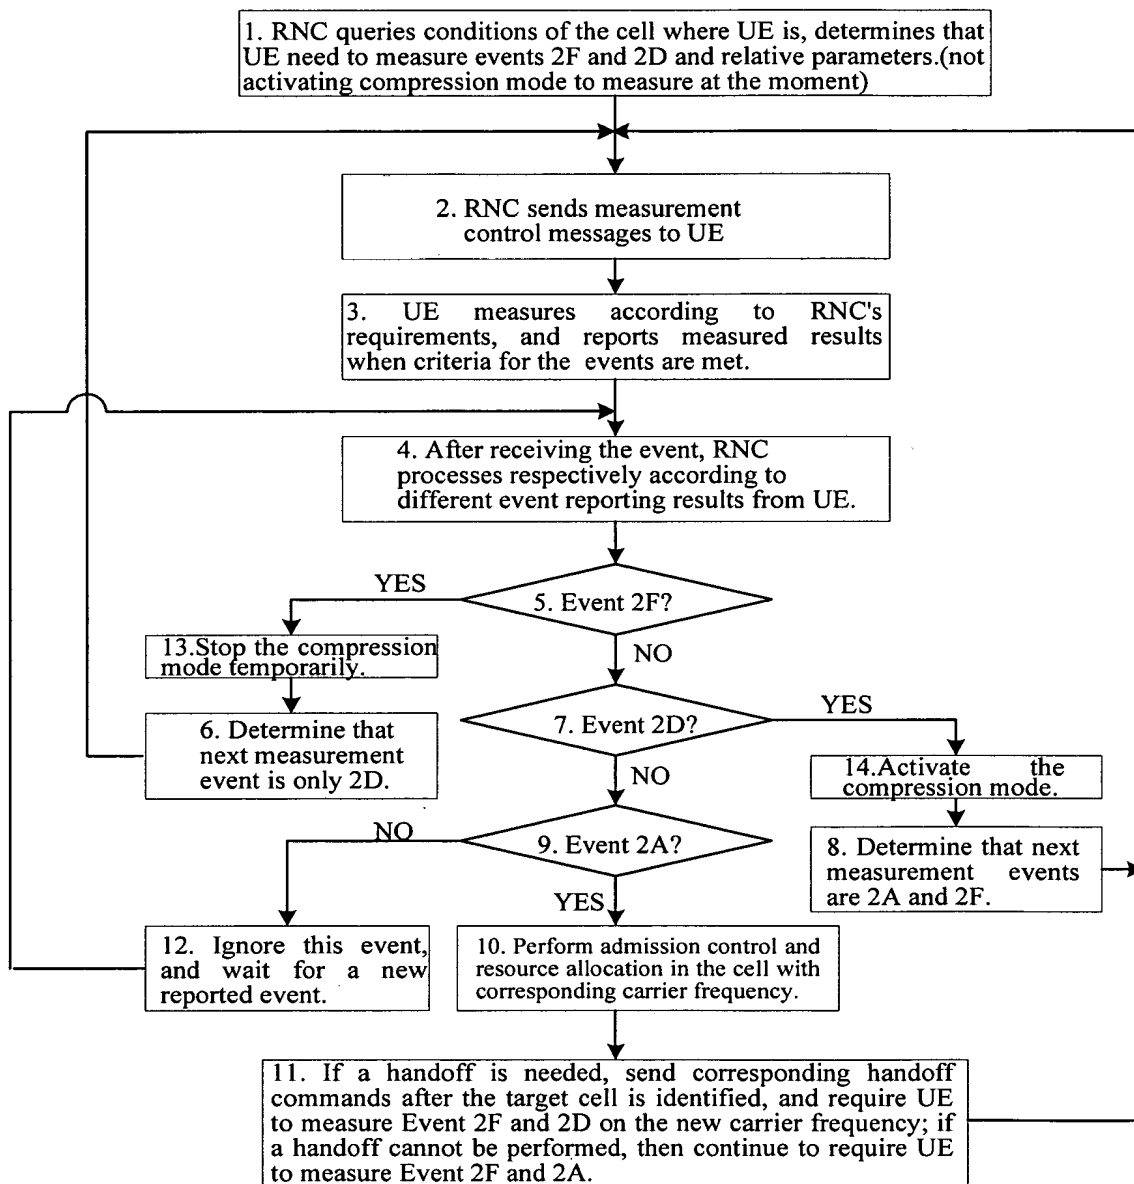 1. RNC queries conditions of the cell where UE is, determines that
UE need to measure events 2F and 2D and relative parameters.(not
activating compression mode to measure at the moment)
2. RNC sends measurement
control messages to UE
3. UE measures according to RNC's
requirements, and reports measured results
when criteria for the events are met.
4. After receiving the event, RNC
processes respectively according to
different event reporting results from UE.
YES
5. Event 2F?
13.Stop the compression
mode temporarily.
NO
6. Determine that
next measurement
event is only 2D.
7. Event 2D?
YES
14.Activate the
compression mode.
NO
NO
9. Event 2A?
8. Determine that next
measurement events
are 2A and 2F.
YES
12. Ignore this event,
and wait for a new
reported event.
10. Perform admission control and
resource allocation in the cell with
corresponding carrier frequency.
11. If a handoff is needed, send corresponding handoff
commands after the target cell is identified, and require UE
to measure Event 2F and 2D on the new carrier frequency; if
a handoff cannot be performed, then continue to require UE
to measure Event 2F and 2A.